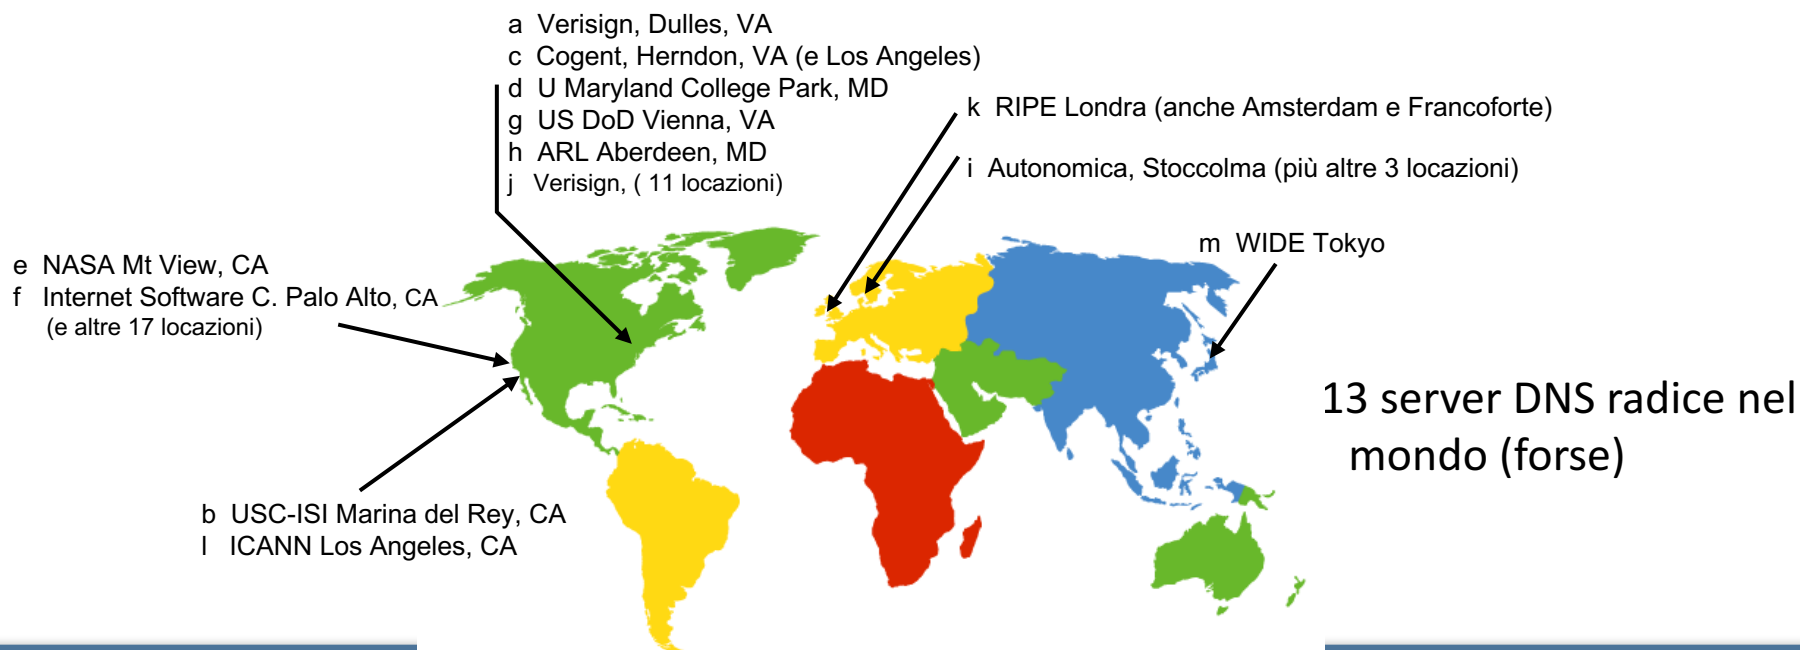 a Verisign, Dulles, VA
c Cogent, Herndon, VA (e Los Angeles)
d U Maryland College Park, MD
g US DoD Vienna, VA
h ARL Aberdeen, MD
j Verisign, ( 11 locazioni)
k RIPE Londra (anche Amsterdam e Francoforte)
i Autonomica, Stoccolma (più altre 3 locazioni)
m WIDE Tokyo
e NASA Mt View, CA
f Internet Software C. Palo Alto, CA
(e altre 17 locazioni)
13 server DNS radice nel
mondo (forse)
b USC-ISI Marina del Rey, CA
l ICANN Los Angeles, CA